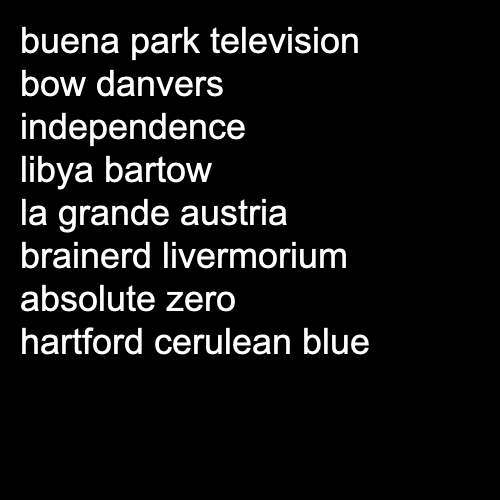 buena park television
bow danvers
independence
libya bartow
la grande austria
brainerd livermorium
absolute zero
hartford cerulean blue